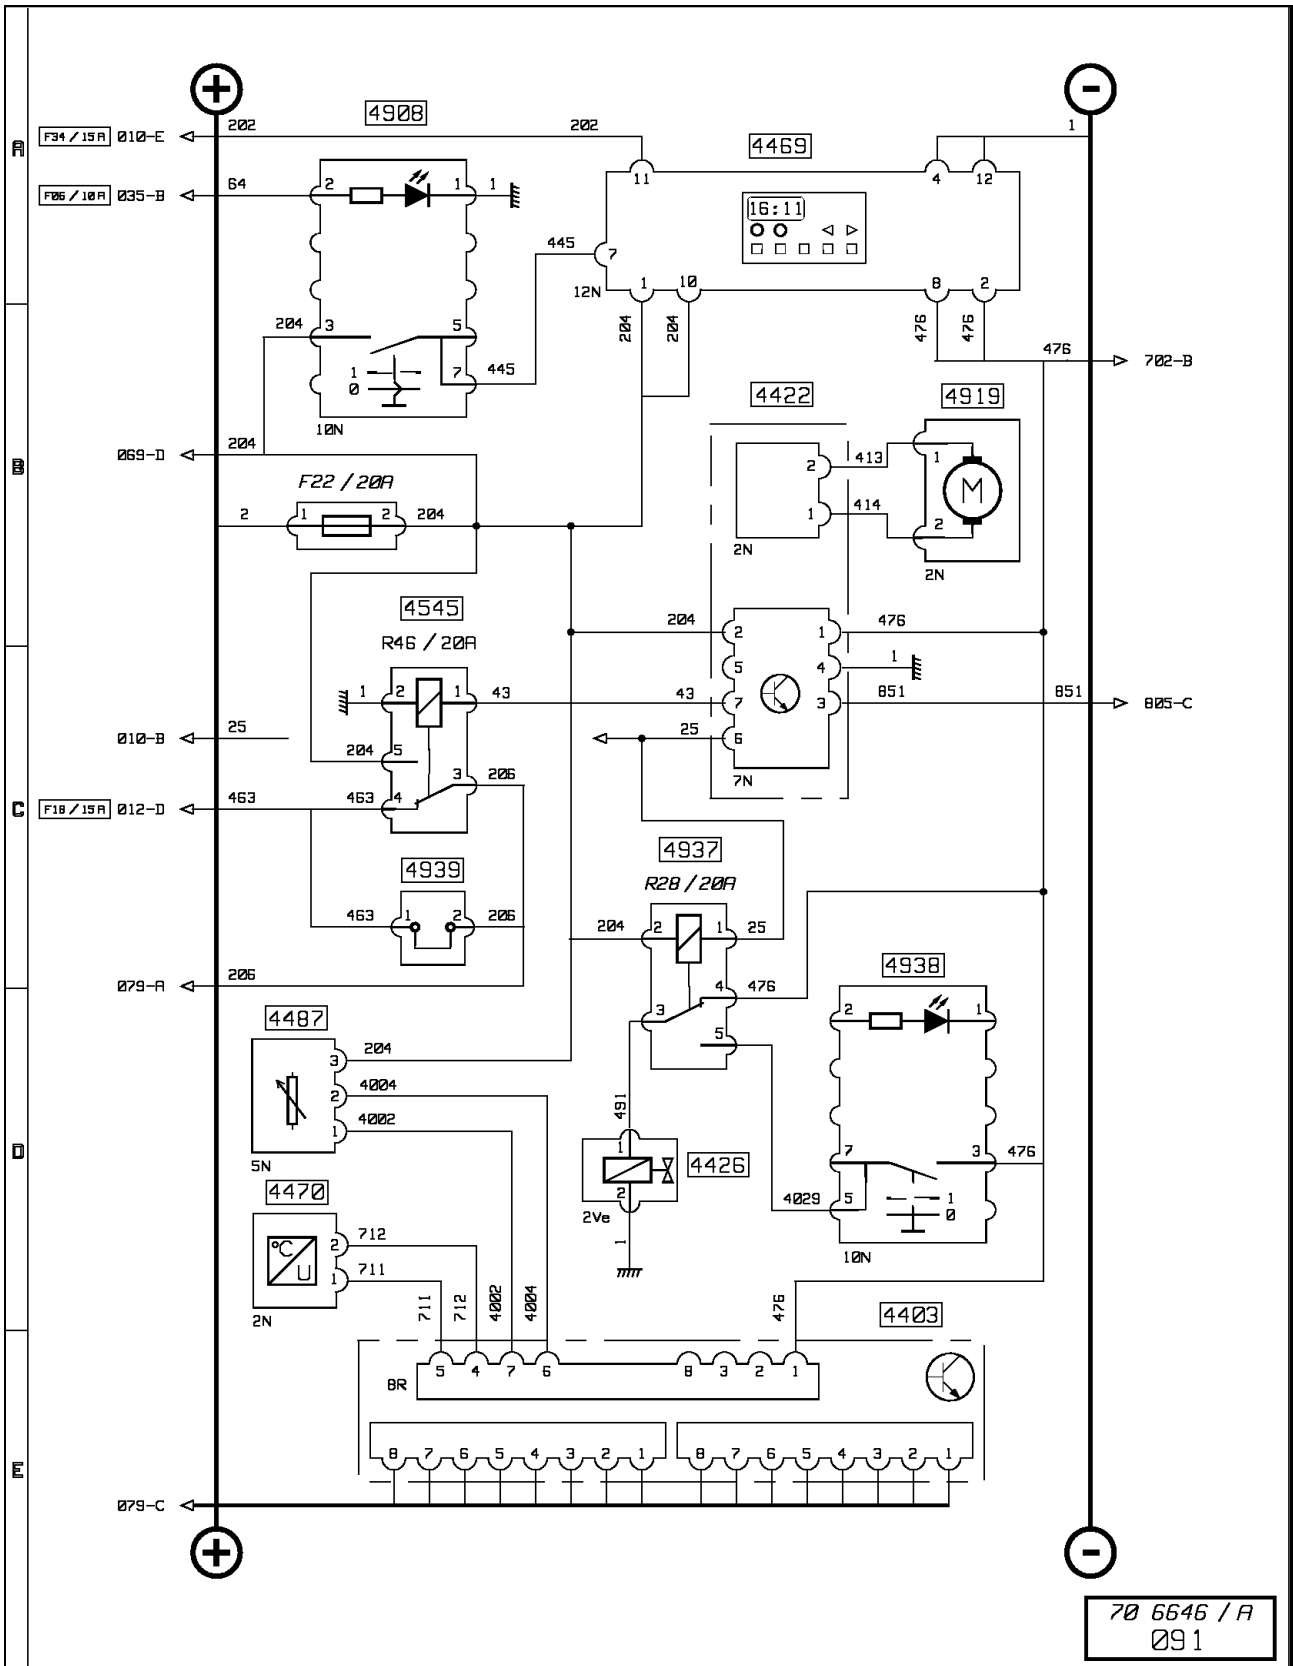 4908
F34 / 15A 010-E 202 202 1
A
4469
11 4 12
F06 / 10A 035-B 64 2 1 1
16:11
445 7
12N 1 10 8 2
204 3 5 204 204 476 476
476 702-B
1 7 445
0
4422 4919
10N
069-D 204
B
2 413 1
F22 / 20A
M
2 1 2 204 1 414 2
2N
2N
4545
204 2 1 476
R46 / 20A
5 4 1
1 2 1 43 43 7 3 851 851 805-C
010-B 25 25 6
204 5
3 206 7N
C
F18 / 15A 012-D 463 463 4
4937
4939
R28 / 20A
463 1 2 206
204 2 1 25
4938
079-A 206
4 476
3
4487
2 1
5
3 204
2 4004
1 4002
491
D
5N
1
4426
7 3 476
4470
2
2Ve
4029 5 1
0
2 712
1
1 711
10N
2N
711 712 4002 4004 476
4403
8R 5 4 7 6 8 3 2 1
E
8 7 6 5 4 3 2 1 8 7 6 5 4 3 2 1
079-C
70 6646 / A
091